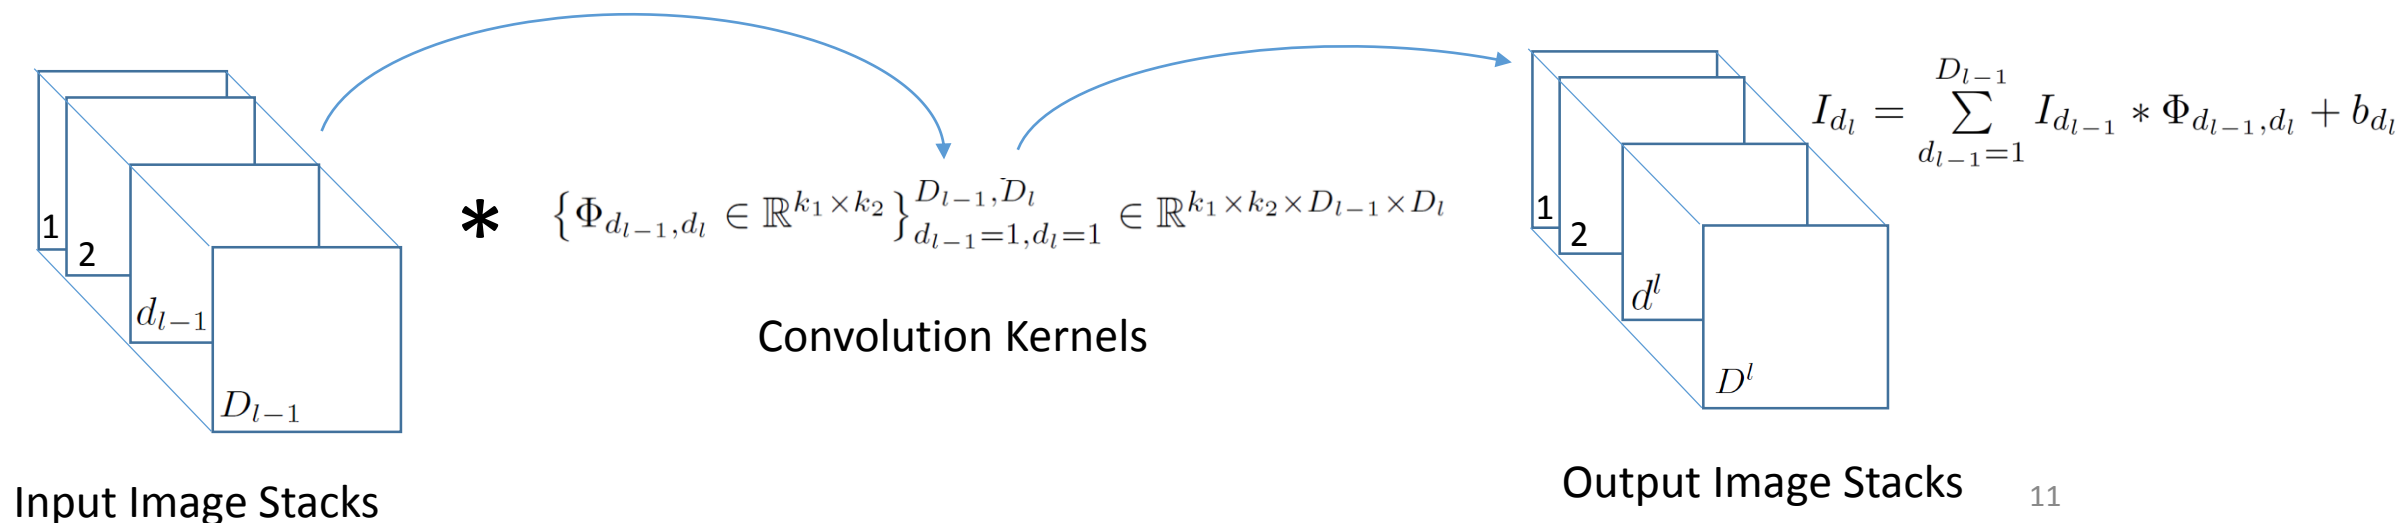 1
2
d_{l-1}
D_{l-1}
Input Image Stacks
*
{Φ_{d_{l-1},d_l} ∈ ℝ^{k_1×k_2}}^{D_{l-1},D_l}_{d_{l-1}=1,d_l=1} ∈ ℝ^{k_1×k_2×D_{l-1}×D_l}
Convolution Kernels
1
2
d^l
D^l
Output Image Stacks
I_{d_l} = ∑_{d_{l-1}=1}^{D_{l-1}} I_{d_{l-1}} * Φ_{d_{l-1},d_l} + b_{d_l}
11